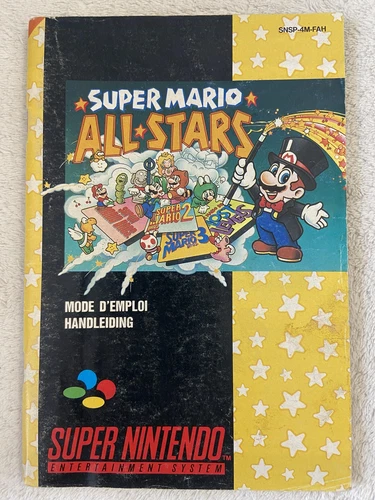 SNSP-4M-FAH
SUPER MARIO
ALL★STARS
SUPER
MARIO 2
SUPER
MARIO 3
MODE D'EMPLOI
HANDLEIDING
SUPER NINTENDO
ENTERTAINMENT SYSTEM
TM